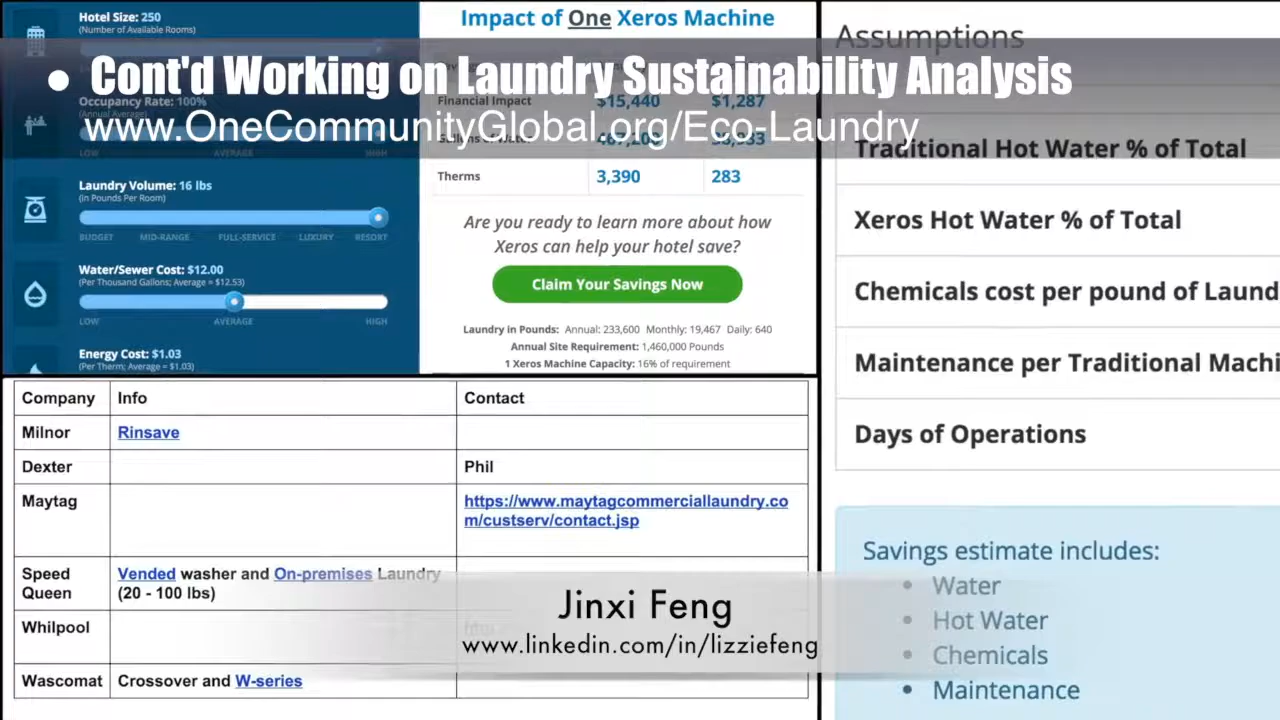 Hotel Size: 250
(Number of Available Rooms)
Impact of One Xeros Machine
Assumptions
• Cont'd Working on Laundry Sustainability Analysis
www.OneCommunityGlobal.org/Eco-Laundry
Occupancy Rate: 100%
(Annual Average)
LOW AVERAGE HIGH
Financial Impact $15,440 $1,287
Therms 3,390 283
Laundry Volume: 16 lbs
(in Pounds Per Room)
BUDGET MID-RANGE FULL-SERVICE LUXURY RESORT
Water/Sewer Cost: $12.00
(Per Thousand Gallons; Average = $12.53)
LOW AVERAGE HIGH
Energy Cost: $1.03
(Per Therm; Average = $1.03)
Are you ready to learn more about how
Xeros can help your hotel save?
Claim Your Savings Now
Laundry in Pounds: Annual: 233,600 Monthly: 19,467 Daily: 640
Annual Site Requirement: 1,460,000 Pounds
1 Xeros Machine Capacity: 16% of requirement
Traditional Hot Water % of Total
Xeros Hot Water % of Total
Chemicals cost per pound of Laund
Maintenance per Traditional Machi
Days of Operations
Company Info Contact
Milnor Rinsave
Dexter Phil
Maytag https://www.maytagcommerciallaundry.co
m/custserv/contact.jsp
Speed Vended washer and On-premises Laundry
Queen (20 - 100 lbs)
Whilpool
Wascomat Crossover and W-series
Savings estimate includes:
• Water
• Hot Water
• Chemicals
• Maintenance
Jinxi Feng
www.linkedin.com/in/lizziefeng